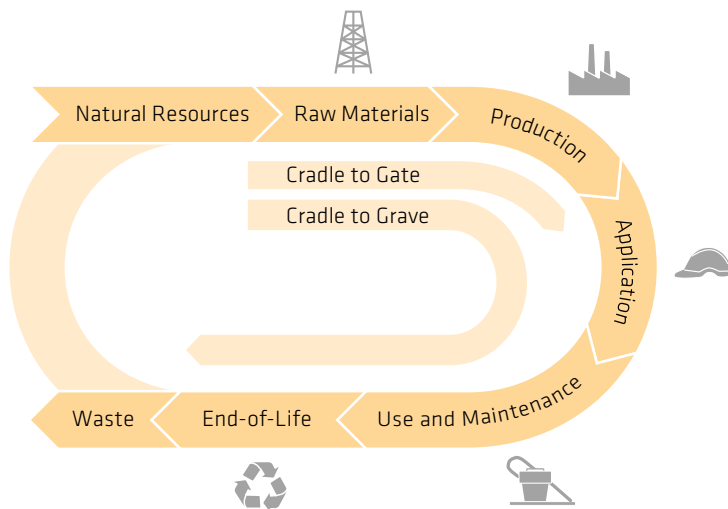 Natural Resources
Raw Materials
Production
Cradle to Gate
Cradle to Grave
Application
Use and Maintenance
End-of-Life
Waste